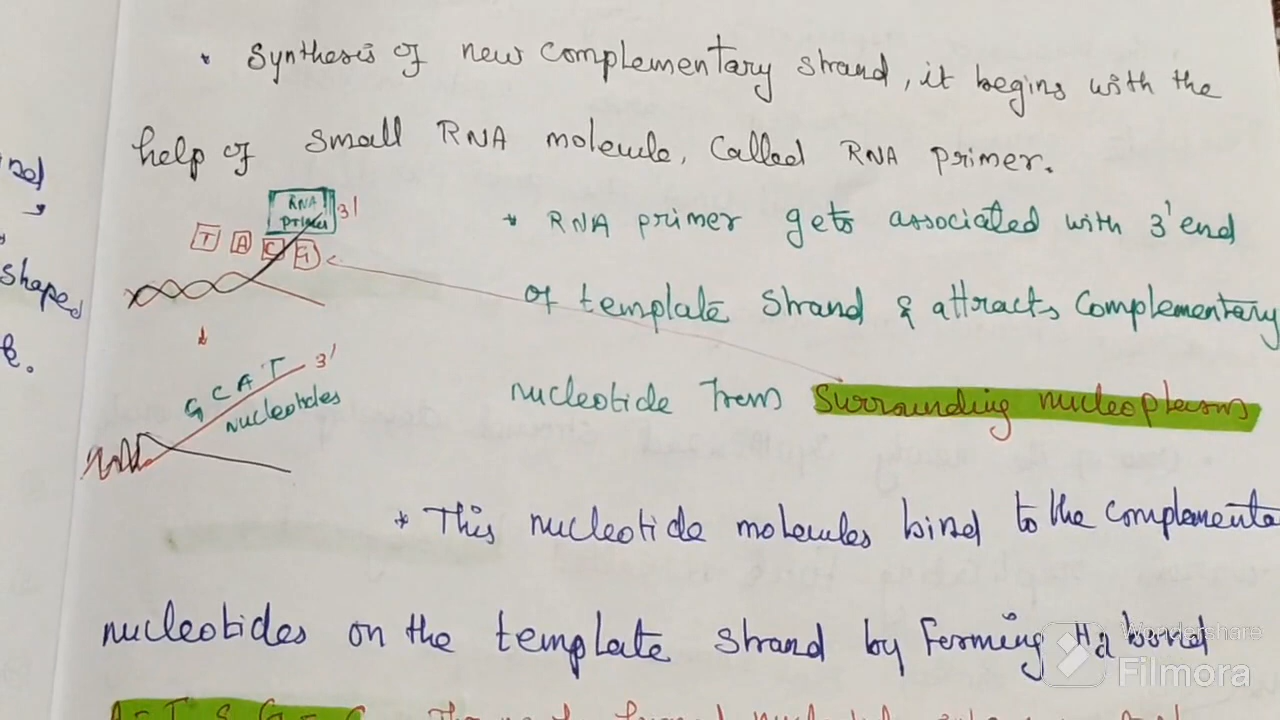 * Synthesis of new complementary strand, it begins with the
help of small RNA molecule, called RNA primer.
RNA
primer
3'
T A C G
* RNA primer gets associated with 3' end
of template strand & attracts complementary
G C A T 3'
nucleotides
nucleotide from surrounding nucleoplasm
* This nucleotide molecules bind to the complementa
nucleotides on the template strand by forming Hd bond
shaped
Wondershare
Filmora